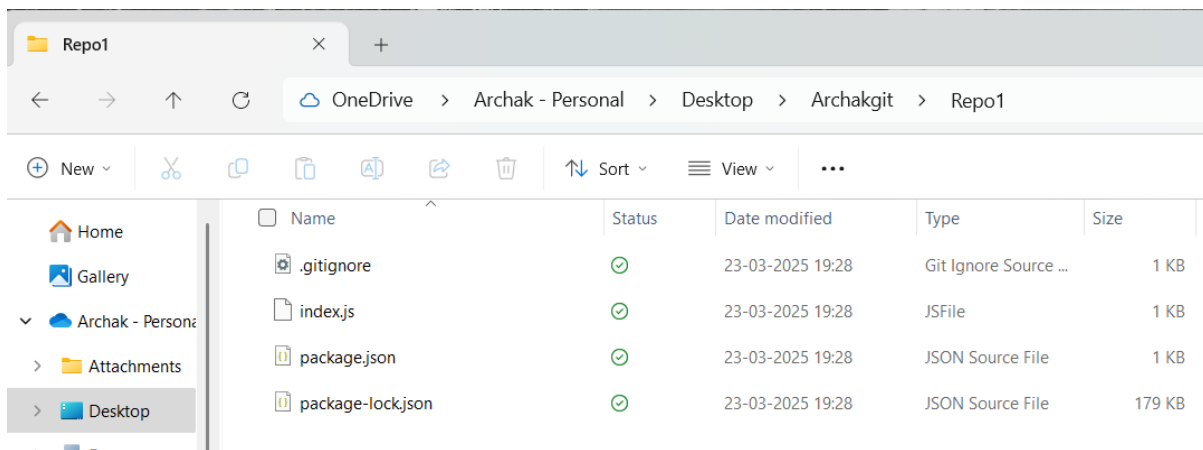 Repo1
OneDrive > Archak - Personal > Desktop > Archakgit > Repo1
New Sort View
Name Status Date modified Type Size
Home
Gallery
Archak - Persona
Attachments
Desktop
.gitignore 23-03-2025 19:28 Git Ignore Source ... 1 KB
index.js 23-03-2025 19:28 JSFile 1 KB
package.json 23-03-2025 19:28 JSON Source File 1 KB
package-lock.json 23-03-2025 19:28 JSON Source File 179 KB